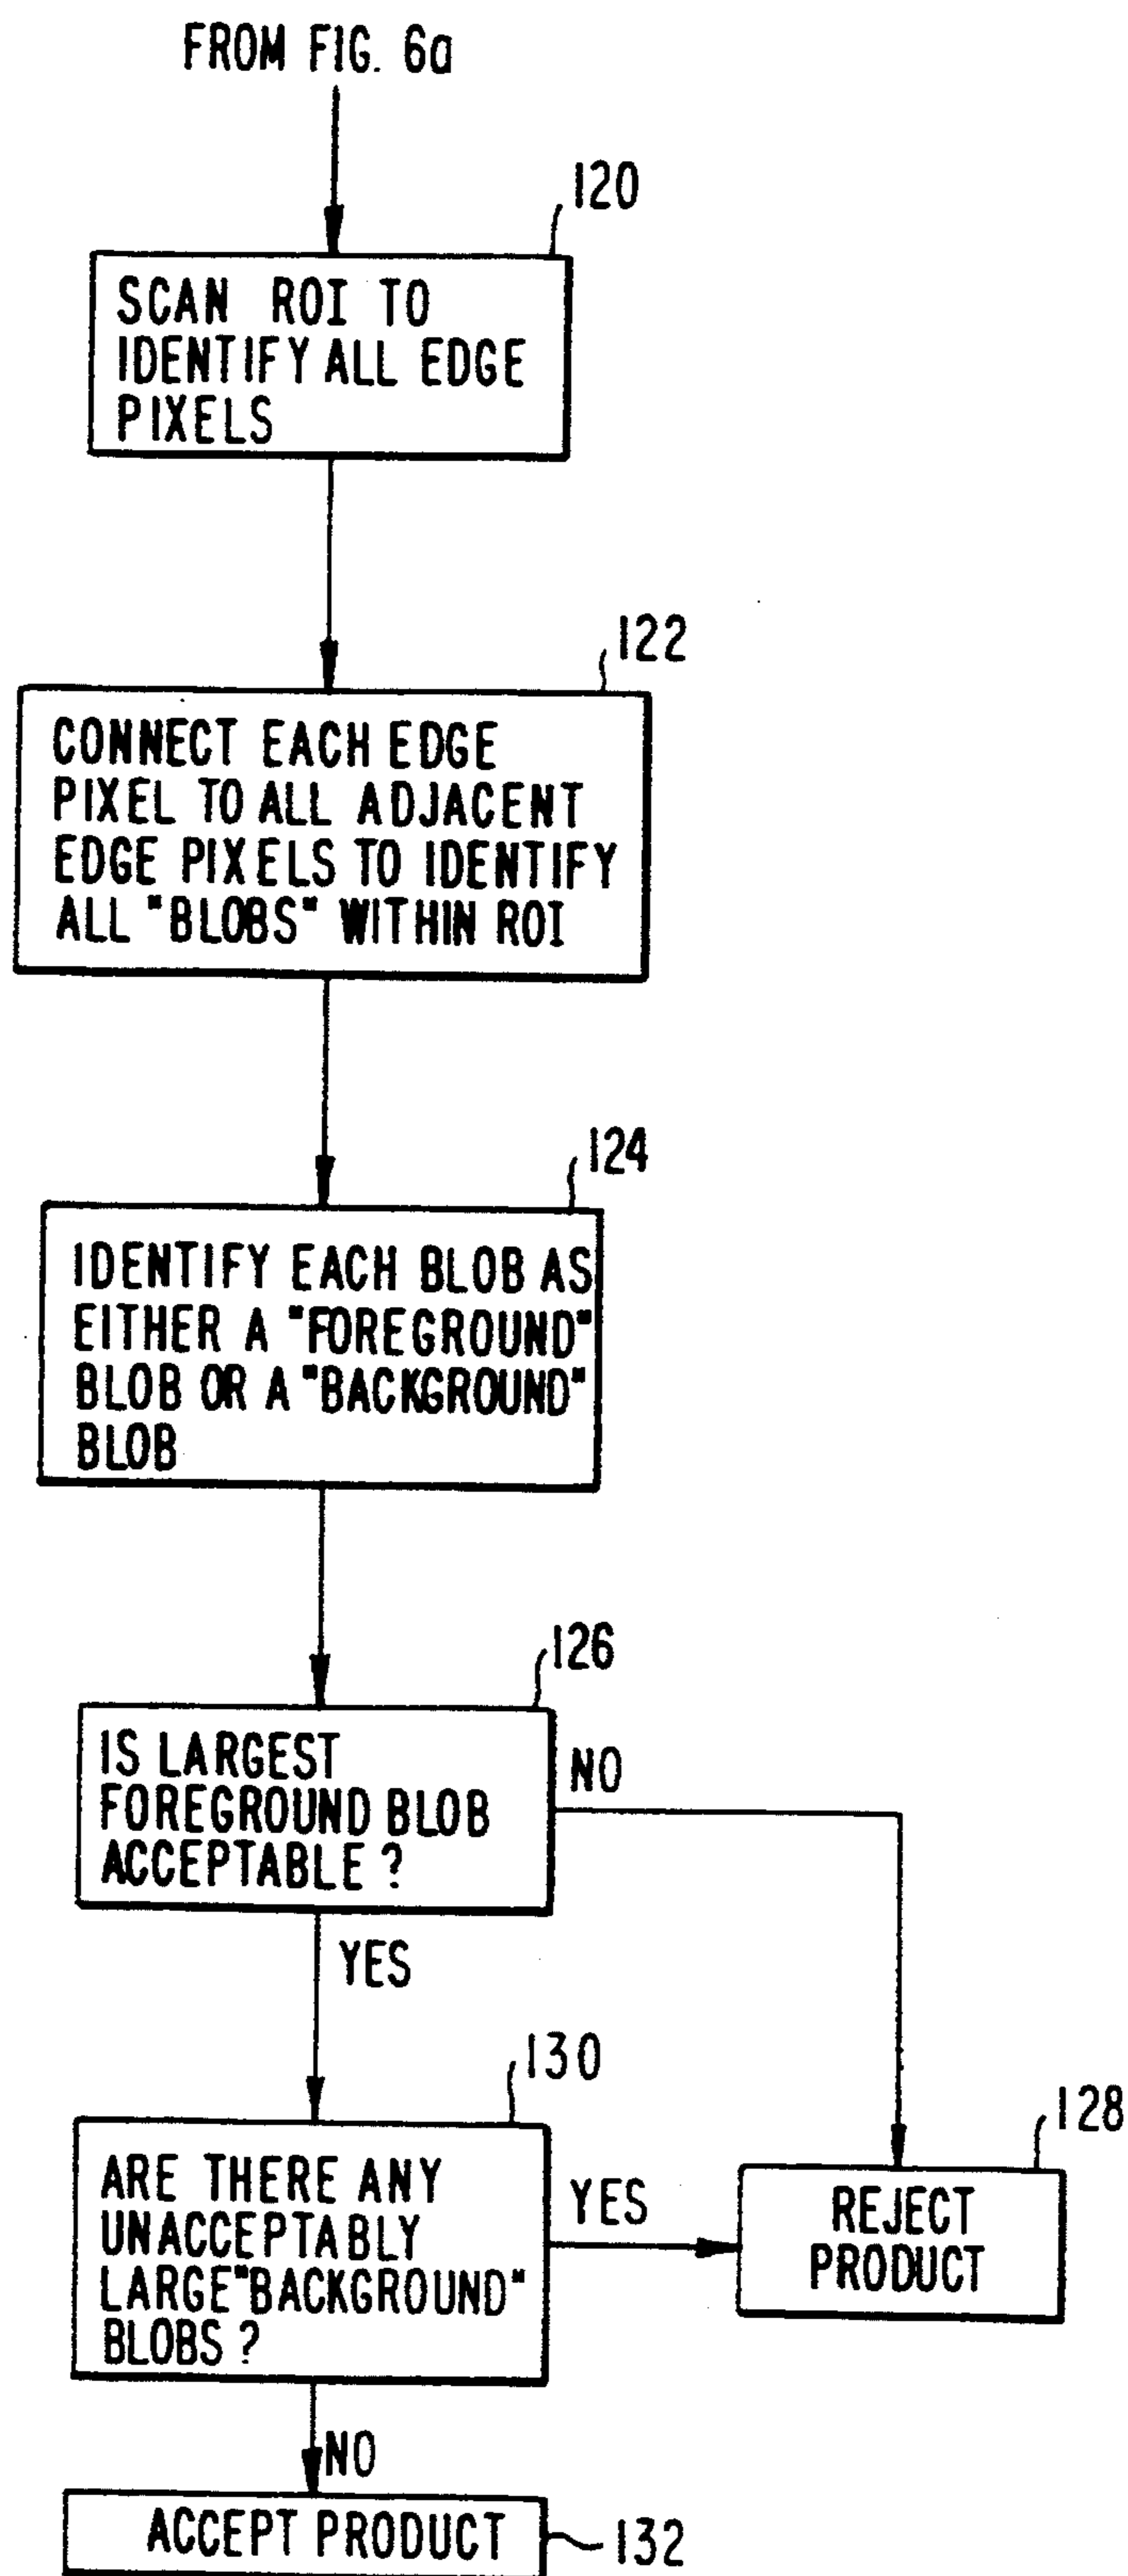 FROM FIG. 6a
120
SCAN ROI TO
IDENTIFY ALL EDGE
PIXELS
122
CONNECT EACH EDGE
PIXEL TO ALL ADJACENT
EDGE PIXELS TO IDENTIFY
ALL "BLOBS" WITHIN ROI
124
IDENTIFY EACH BLOB AS
EITHER A "FOREGROUND"
BLOB OR A "BACKGROUND"
BLOB
126
IS LARGEST
FOREGROUND BLOB
ACCEPTABLE ?
NO
YES
130
ARE THERE ANY
UNACCEPTABLY
LARGE "BACKGROUND"
BLOBS ?
YES
128
REJECT
PRODUCT
NO
ACCEPT PRODUCT
132